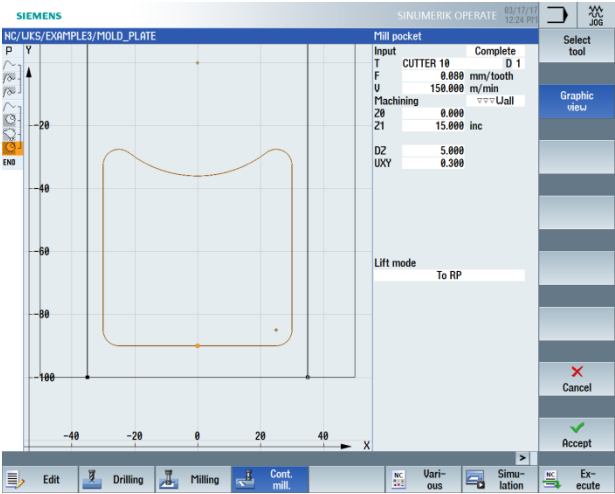 SIEMENS
SINUMERIK OPERATE 03/17/17 12:24 PM
JOG
NC/WKS/EXAMPLE3/MOLD_PLATE
Mill pocket
Select tool
P
Y
Input Complete
T CUTTER 10 D 1
F 0.080 mm/tooth
V 150.000 m/min
Machining ▽▽▽Wall
Z0 0.000
Z1 15.000 inc
DZ 5.000
UXY 0.300
Lift mode
To RP
Graphic view
END
-20
-40
-60
-80
-100
-40 -20 0 20 40 X
Cancel
Accept
>
Edit
Drilling
Milling
Cont. mill.
NC Vari-ous
Simu-lation
NC Ex-ecute